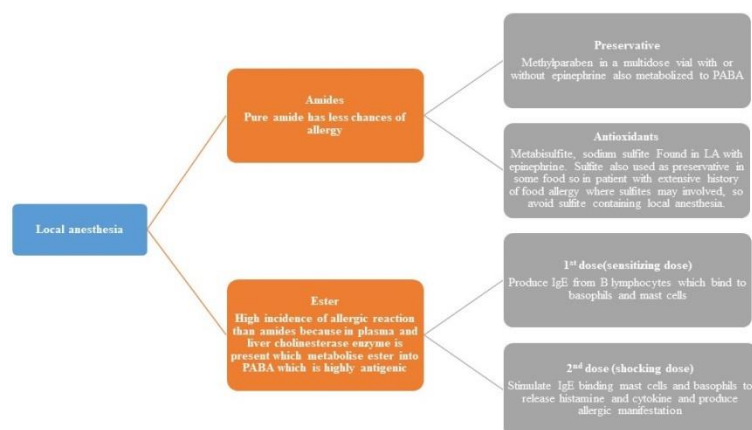 Local anesthesia
Amides
Pure amide has less chances of
allergy
Preservative
Methylparaben in a multidose vial with or
without epinephrine also metabolized to PABA
Antioxidants
Metabisulfite, sodium sulfite Found in LA with
epinephrine. Sulfite also used as preservative in
some food so in patient with extensive history
of food allergy where sulfites may involved, so
avoid sulfite containing local anesthesia.
Ester
High incidence of allergic reaction
than amides because in plasma and
liver cholinesterase enzyme is
present which metabolise ester into
PABA which is highly antigenic
1st dose(sensitizing dose)
Produce IgE from B lymphocytes which bind to
basophils and mast cells
2nd dose (shocking dose)
Stimulate IgE binding mast cells and basophils to
release histamine and cytokine and produce
allergic manifestation